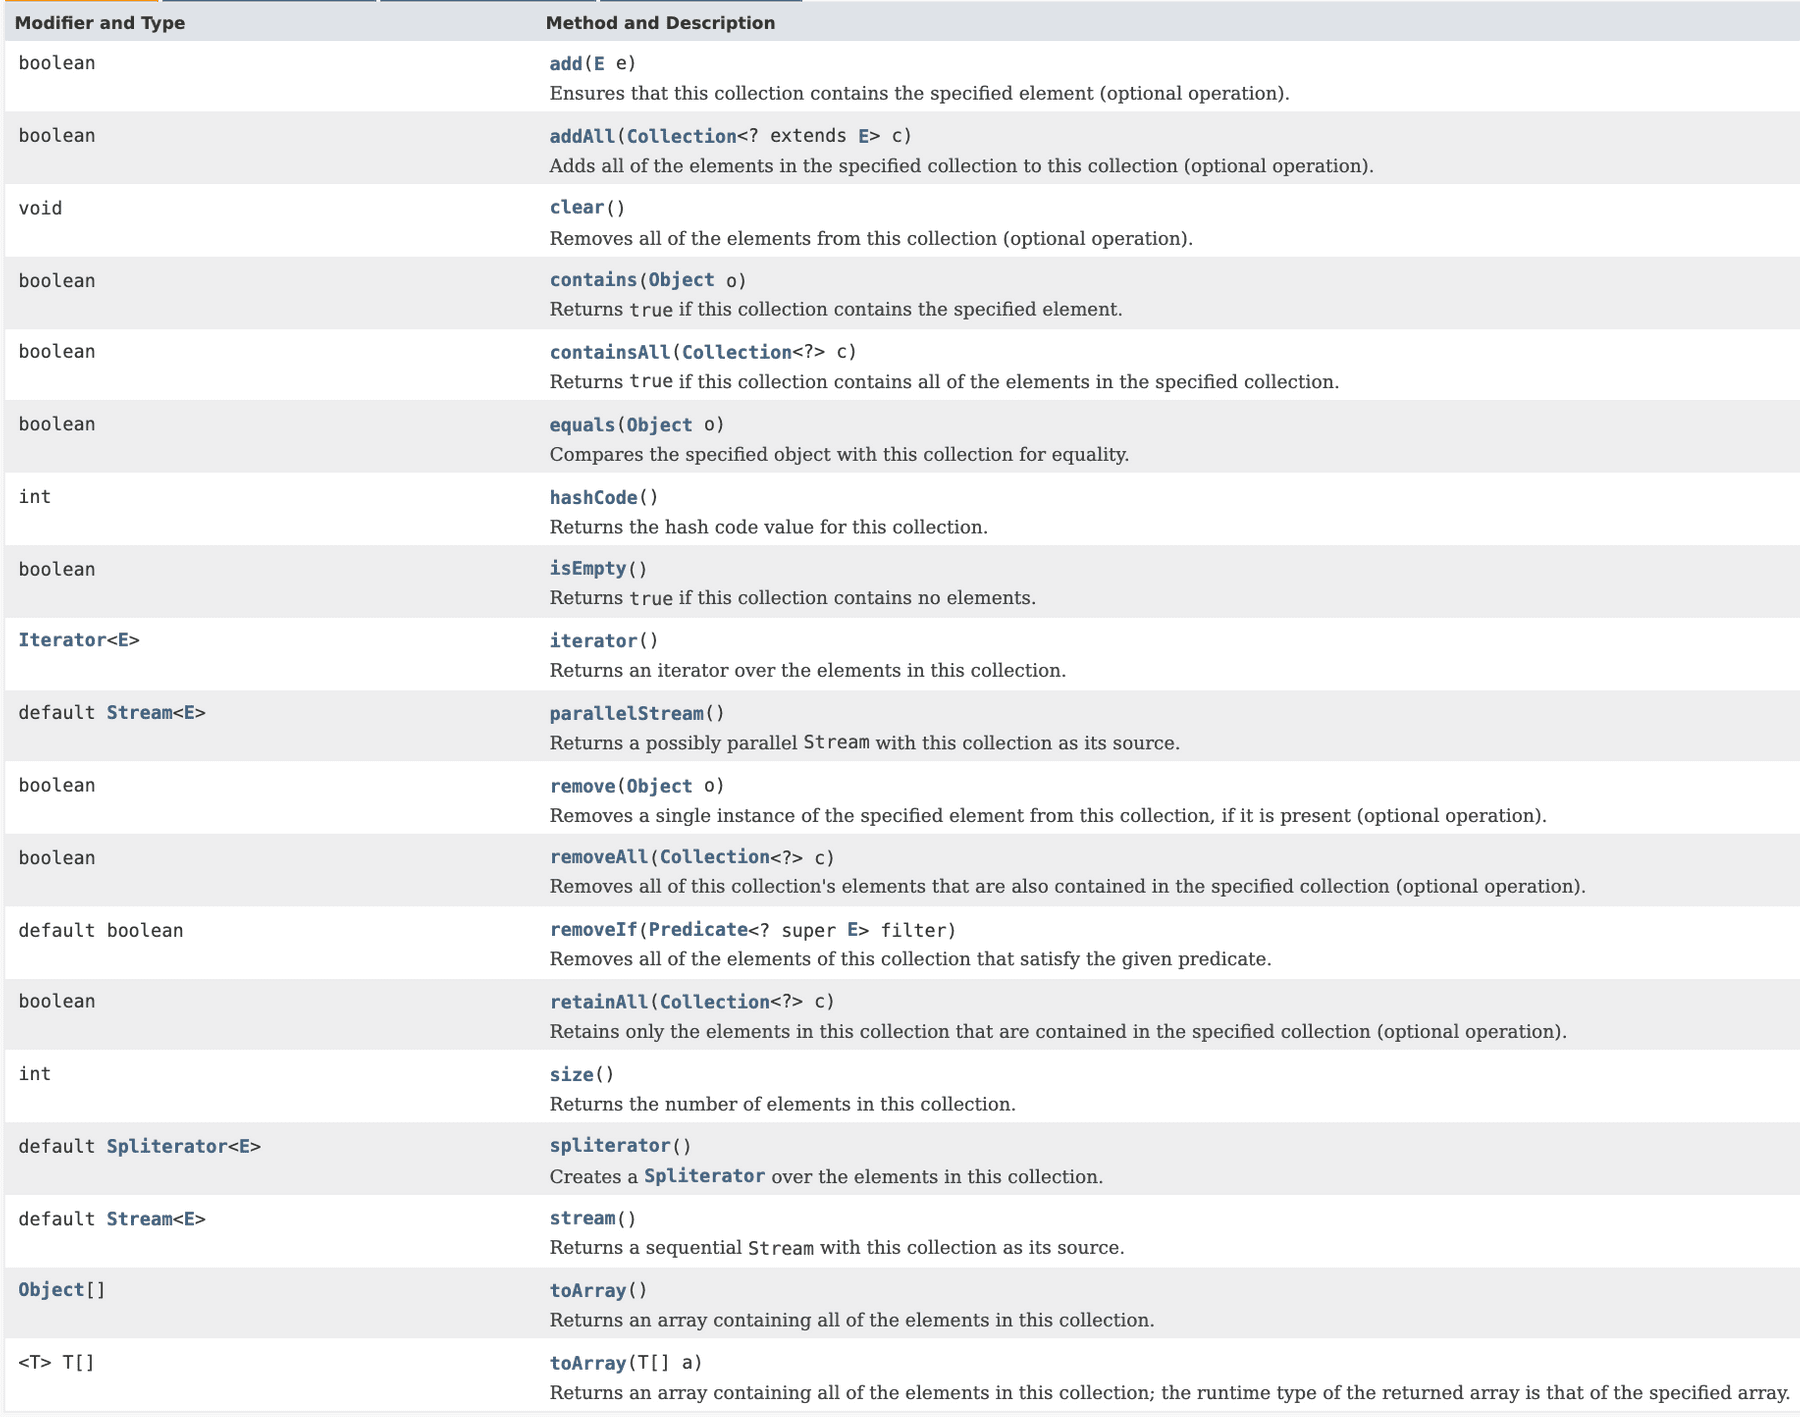 Modifier and Type Method and Description
boolean add(E e)
Ensures that this collection contains the specified element (optional operation).
boolean addAll(Collection<? extends E> c)
Adds all of the elements in the specified collection to this collection (optional operation).
void clear()
Removes all of the elements from this collection (optional operation).
boolean contains(Object o)
Returns true if this collection contains the specified element.
boolean containsAll(Collection<?> c)
Returns true if this collection contains all of the elements in the specified collection.
boolean equals(Object o)
Compares the specified object with this collection for equality.
int hashCode()
Returns the hash code value for this collection.
boolean isEmpty()
Returns true if this collection contains no elements.
Iterator<E> iterator()
Returns an iterator over the elements in this collection.
default Stream<E> parallelStream()
Returns a possibly parallel Stream with this collection as its source.
boolean remove(Object o)
Removes a single instance of the specified element from this collection, if it is present (optional operation).
boolean removeAll(Collection<?> c)
Removes all of this collection's elements that are also contained in the specified collection (optional operation).
default boolean removeIf(Predicate<? super E> filter)
Removes all of the elements of this collection that satisfy the given predicate.
boolean retainAll(Collection<?> c)
Retains only the elements in this collection that are contained in the specified collection (optional operation).
int size()
Returns the number of elements in this collection.
default Spliterator<E> spliterator()
Creates a Spliterator over the elements in this collection.
default Stream<E> stream()
Returns a sequential Stream with this collection as its source.
Object[] toArray()
Returns an array containing all of the elements in this collection.
<T> T[] toArray(T[] a)
Returns an array containing all of the elements in this collection; the runtime type of the returned array is that of the specified array.